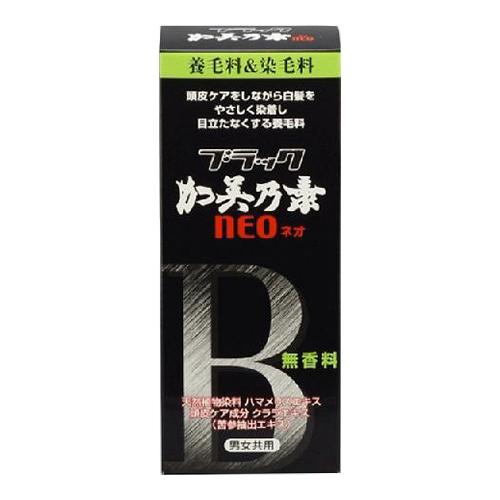 養毛料&染毛料
頭皮ケアをしながら白髪を
やさしく染着し
目立たなくする養毛料
ブラック
加美乃素
NEO ネオ
B
無香料
天然植物染料 ハマメリスエキス
頭皮ケア成分 クララエキス
（苦参抽出エキス）
男女共用